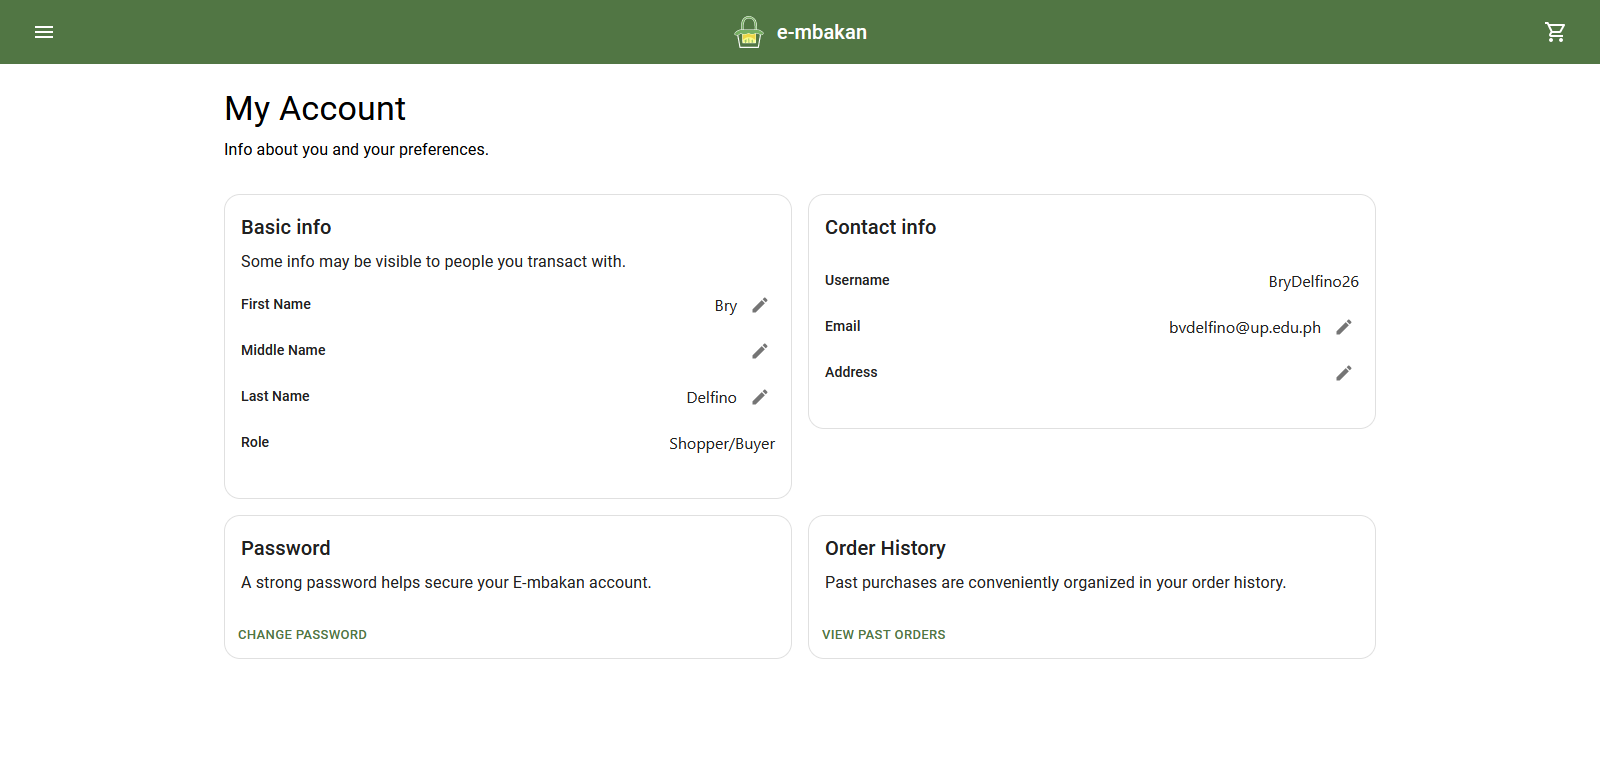 e-mbakan
My Account
Info about you and your preferences.
Basic info
Some info may be visible to people you transact with.
First Name Bry
Middle Name
Last Name Delfino
Role Shopper/Buyer
Contact info
Username BryDelfino26
Email bvdelfino@up.edu.ph
Address
Password
A strong password helps secure your E-mbakan account.
CHANGE PASSWORD
Order History
Past purchases are conveniently organized in your order history.
VIEW PAST ORDERS